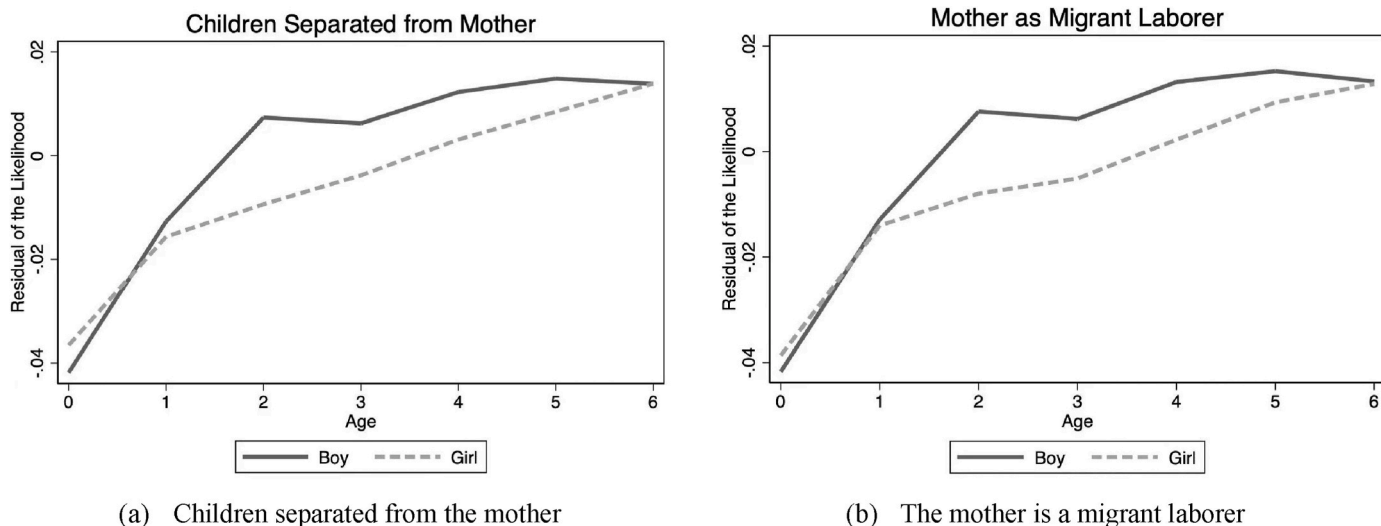 Children Separated from Mother
Residual of the Likelihood
.02
0
-.02
-.04
0 1 2 3 4 5 6
Age
Boy Girl
(a) Children separated from the mother
Mother as Migrant Laborer
Residual of the Likelihood
.02
0
-.02
-.04
0 1 2 3 4 5 6
Age
Boy Girl
(b) The mother is a migrant laborer